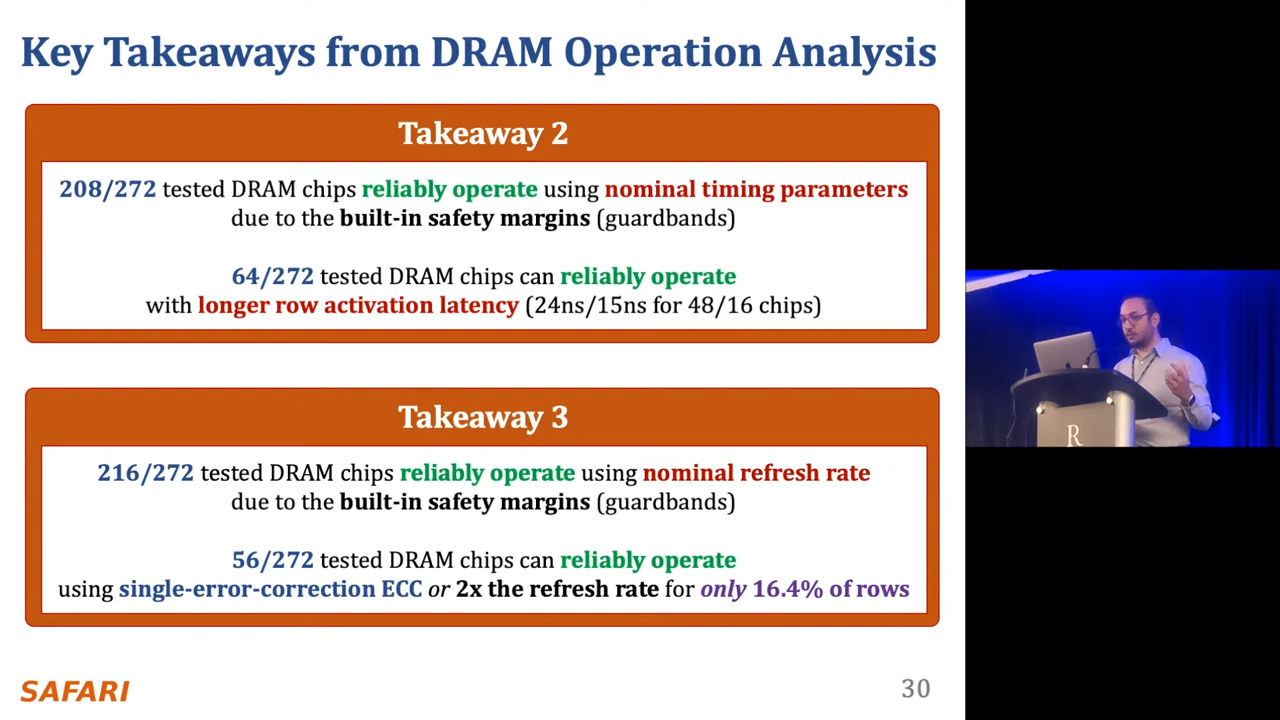 Key Takeaways from DRAM Operation Analysis
Takeaway 2
208/272 tested DRAM chips reliably operate using nominal timing parameters
due to the built-in safety margins (guardbands)
64/272 tested DRAM chips can reliably operate
with longer row activation latency (24ns/15ns for 48/16 chips)
Takeaway 3
216/272 tested DRAM chips reliably operate using nominal refresh rate
due to the built-in safety margins (guardbands)
56/272 tested DRAM chips can reliably operate
using single-error-correction ECC or 2x the refresh rate for only 16.4% of rows
SAFARI
30
R